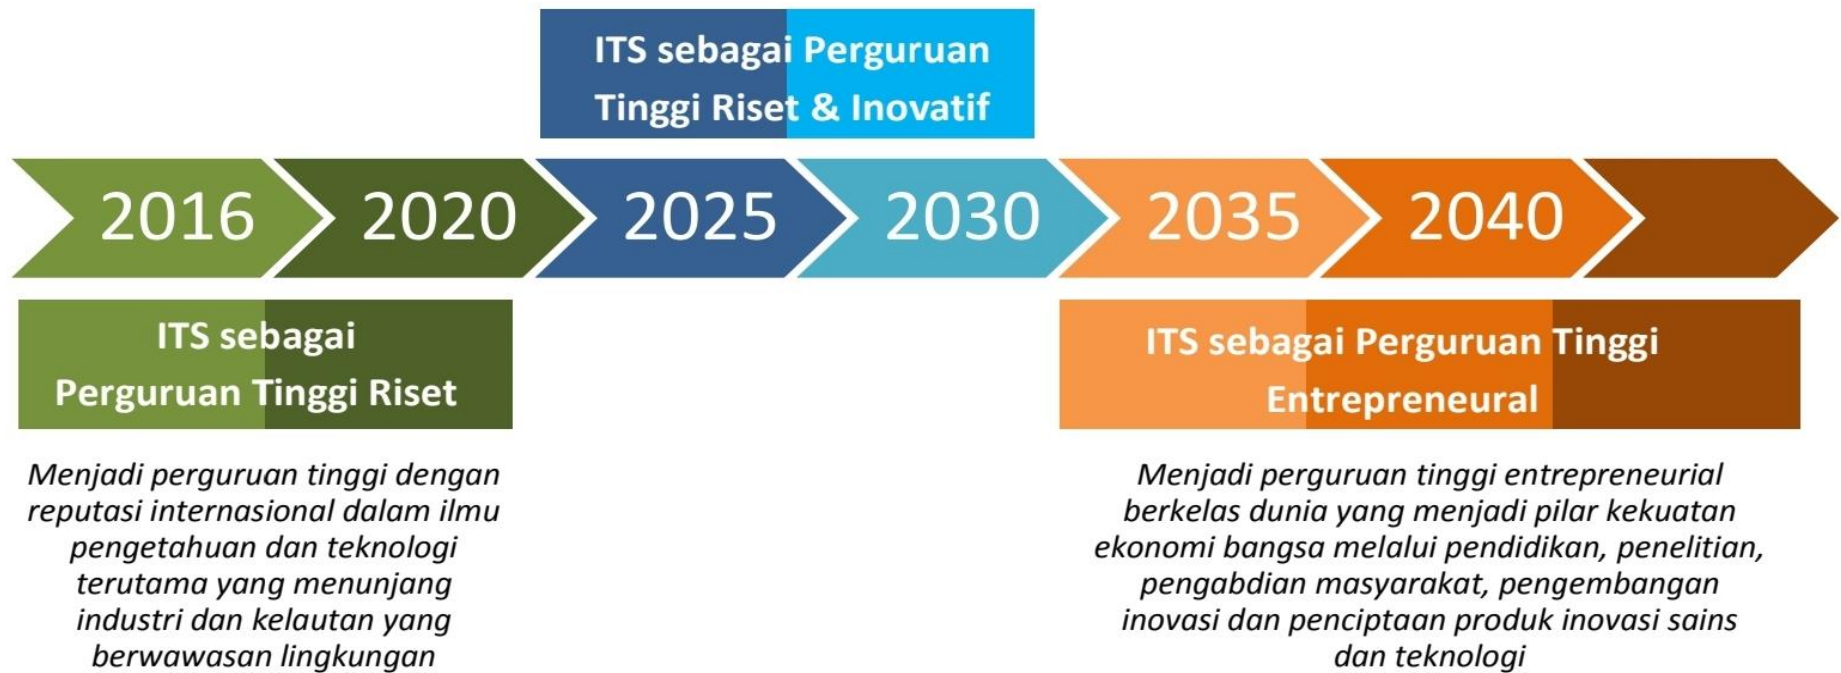 ITS sebagai Perguruan
Tinggi Riset & Inovatif
2016
2020
2025
2030
2035
2040
ITS sebagai
Perguruan Tinggi Riset
Menjadi perguruan tinggi dengan
reputasi internasional dalam ilmu
pengetahuan dan teknologi
terutama yang menunjang
industri dan kelautan yang
berwawasan lingkungan
ITS sebagai Perguruan Tinggi
Entrepreneural
Menjadi perguruan tinggi entrepreneurial
berkelas dunia yang menjadi pilar kekuatan
ekonomi bangsa melalui pendidikan, penelitian,
pengabdian masyarakat, pengembangan
inovasi dan penciptaan produk inovasi sains
dan teknologi